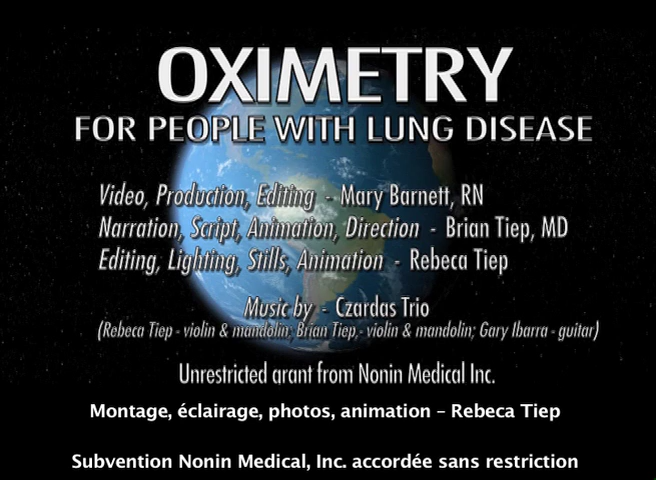 OXIMETRY
FOR PEOPLE WITH LUNG DISEASE
Video, Production, Editing - Mary Barnett, RN
Narration, Script, Animation, Direction - Brian Tiep, MD
Editing, Lighting, Stills, Animation - Rebeca Tiep
Music by - Czardas Trio
(Rebeca Tiep - violin & mandolin; Brian Tiep,- violin & mandolin; Gary Ibarra - guitar)
Unrestricted grant from Nonin Medical Inc.
Montage, éclairage, photos, animation – Rebeca Tiep
Subvention Nonin Medical, Inc. accordée sans restriction